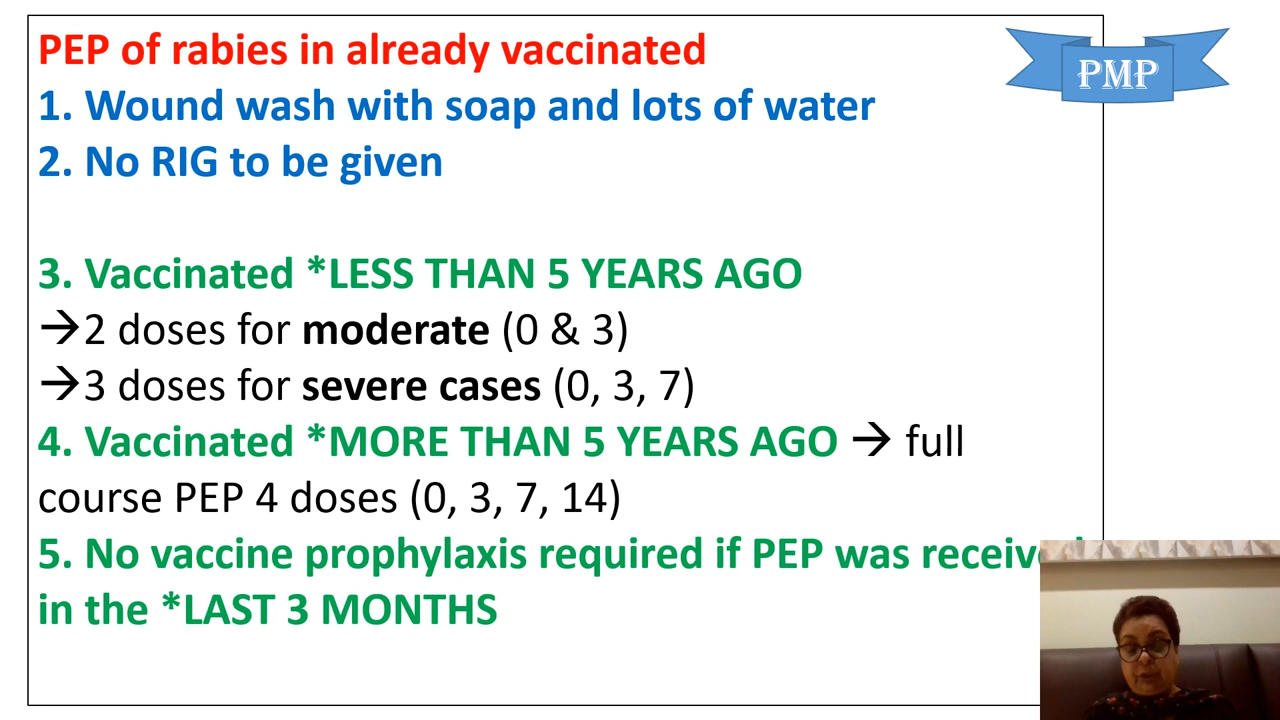 PEP of rabies in already vaccinated
PMP
1. Wound wash with soap and lots of water
2. No RIG to be given
3. Vaccinated *LESS THAN 5 YEARS AGO
→2 doses for moderate (0 & 3)
→3 doses for severe cases (0, 3, 7)
4. Vaccinated *MORE THAN 5 YEARS AGO → full
course PEP 4 doses (0, 3, 7, 14)
5. No vaccine prophylaxis required if PEP was
in the *LAST 3 MONTHS